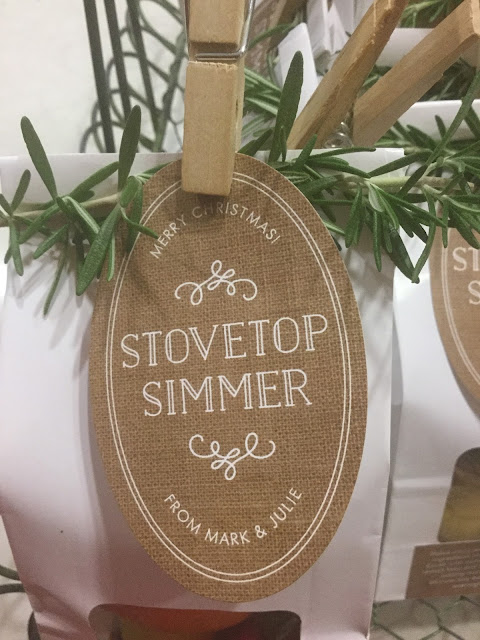 MERRY CHRISTMAS!
STOVETOP
SIMMER
FROM MARK & JULIE